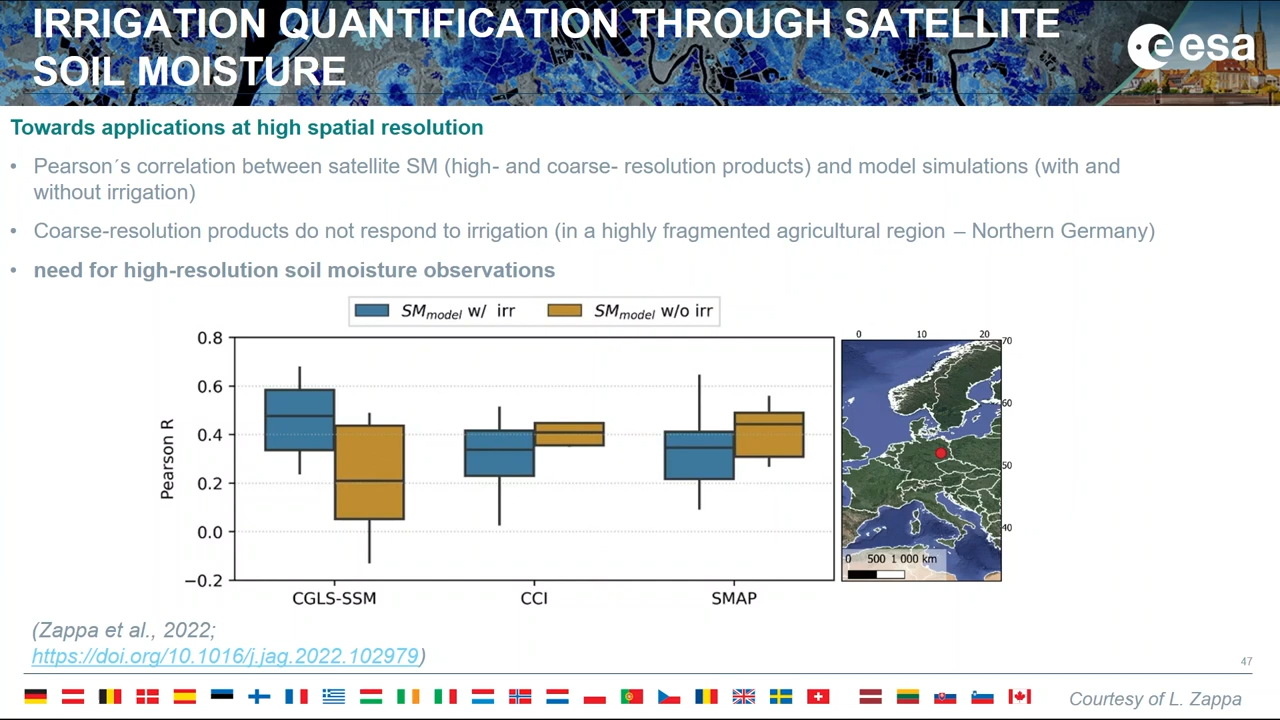 IRRIGATION QUANTIFICATION THROUGH SATELLITE
SOIL MOISTURE
esa
Towards applications at high spatial resolution
• Pearson´s correlation between satellite SM (high- and coarse- resolution products) and model simulations (with and
without irrigation)
• Coarse-resolution products do not respond to irrigation (in a highly fragmented agricultural region – Northern Germany)
• need for high-resolution soil moisture observations
SMmodel w/ irr SMmodel w/o irr
0.8
0.6
0.4
0.2
0.0
−0.2
Pearson R
CGLS-SSM CCI SMAP
0 10 20
70
60
50
40
0 500 1 000 km
(Zappa et al., 2022;
https://doi.org/10.1016/j.jag.2022.102979)
47
Courtesy of L. Zappa